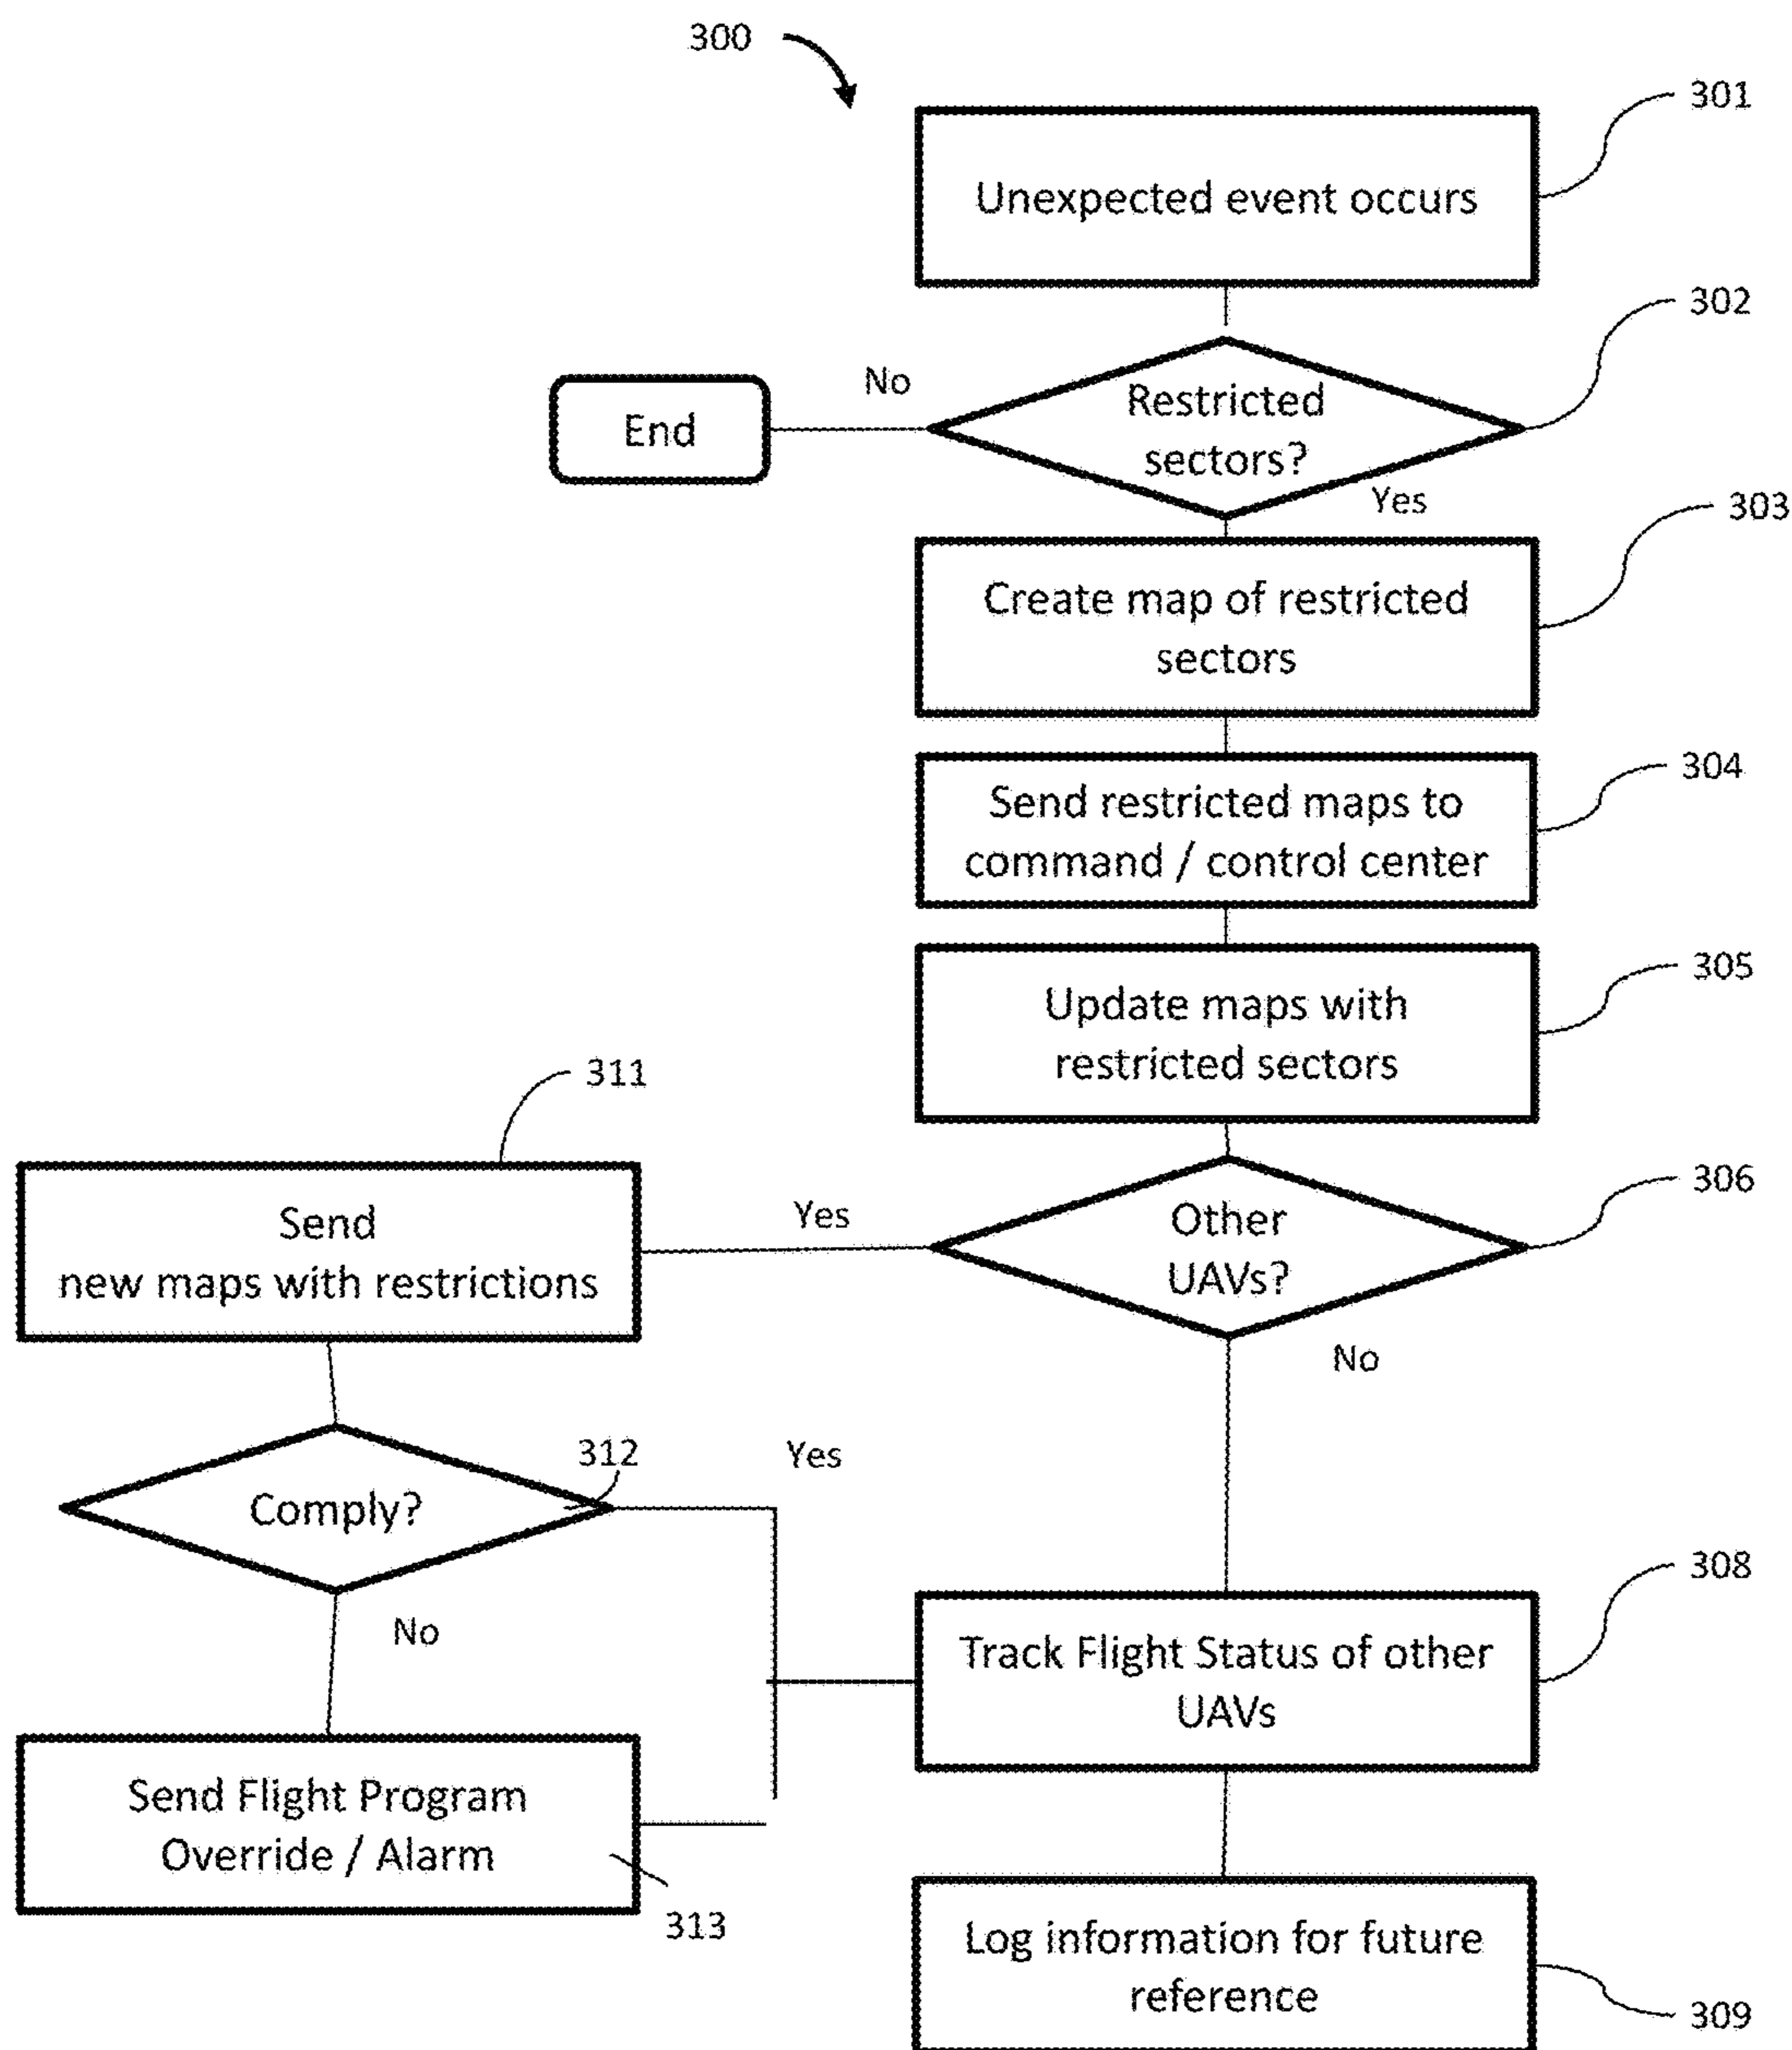 300
301
Unexpected event occurs
302
No
Restricted
sectors?
End
Yes
303
Create map of restricted
sectors
304
Send restricted maps to
command / control center
305
Update maps with
restricted sectors
311
306
Send
new maps with restrictions
Yes
Other
UAVs?
No
312
Yes
Comply?
No
308
Track Flight Status of other
UAVs
Send Flight Program
Override / Alarm
313
Log information for future
reference
309